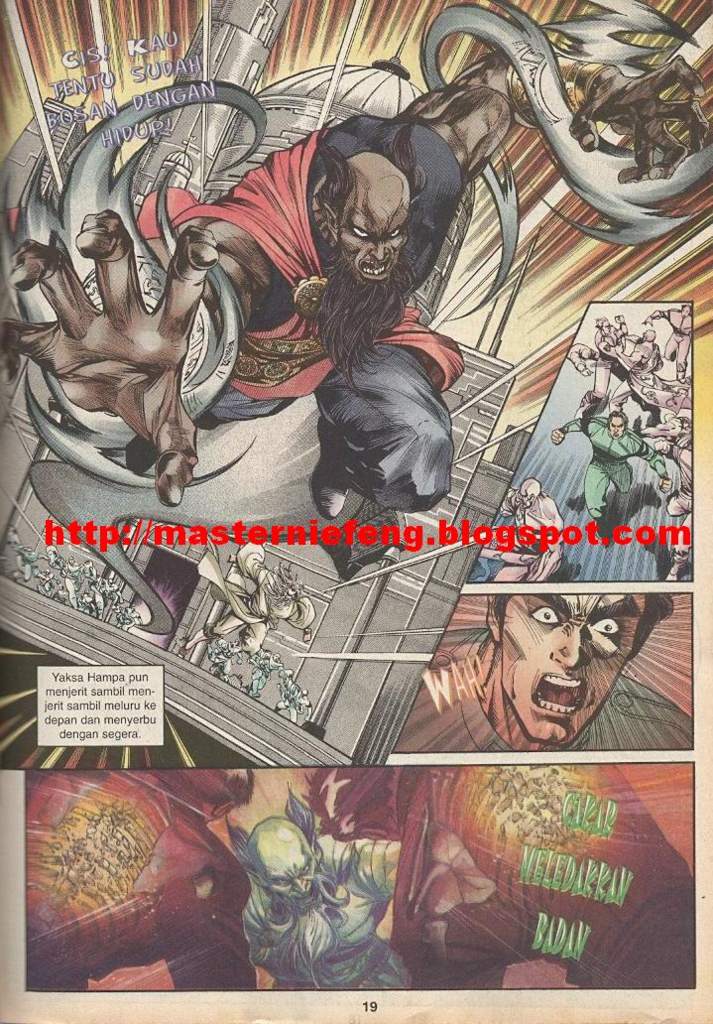 CIS! KAU
TENTU SUDAH
BOSAN DENGAN
HIDUP!
http://masterniefeng.blogspot.com
WAH!
Yaksa Hampa pun
menjerit sambil men-
jerit sambil meluru ke
depan dan menyerbu
dengan segera.
CAKAR
MELEDAKKAN
BADAN
19